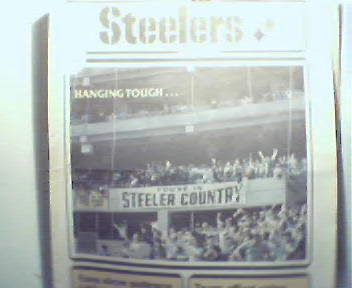 Steelers
HANGING TOUGH . . .
YOU'RE IN
STEELER COUNTRY